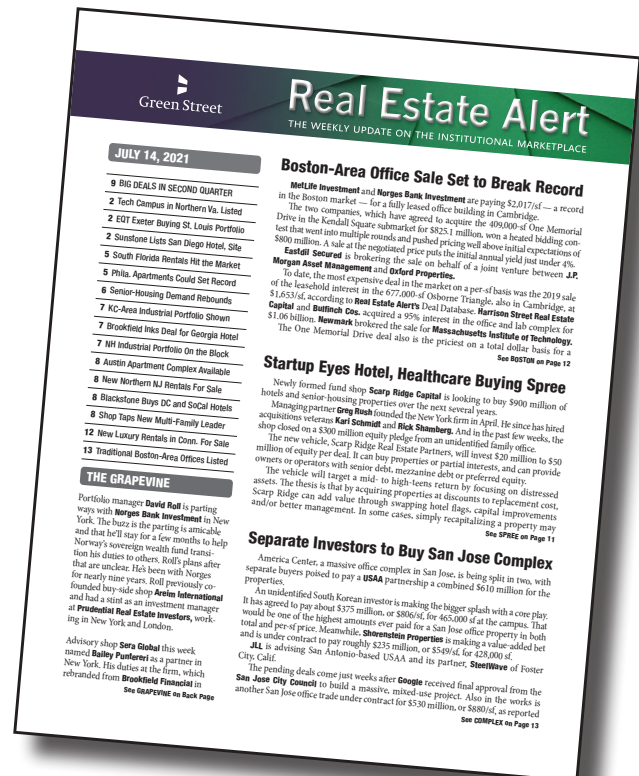 Green Street
Real Estate Alert
THE WEEKLY UPDATE ON THE INSTITUTIONAL MARKETPLACE
JULY 14, 2021
9 BIG DEALS IN SECOND QUARTER
2 Tech Campus in Northern Va. Listed
2 EQT Exeter Buying St. Louis Portfolio
2 Sunstone Lists San Diego Hotel, Site
5 South Florida Rentals Hit the Market
5 Phila. Apartments Could Set Record
6 Senior-Housing Demand Rebounds
7 KC-Area Industrial Portfolio Shown
7 Brookfield Inks Deal for Georgia Hotel
7 NH Industrial Portfolio On the Block
8 Austin Apartment Complex Available
8 New Northern NJ Rentals For Sale
8 Blackstone Buys DC and SoCal Hotels
8 Shop Taps New Multi-Family Leader
12 New Luxury Rentals in Conn. For Sale
13 Traditional Boston-Area Offices Listed
THE GRAPEVINE
Portfolio manager David Roll is parting
ways with Norges Bank Investment in New
York. The buzz is the parting is amicable
and that he'll stay for a few months to help
Norway's sovereign wealth fund transi-
tion his duties to others. Roll's plans after
that are unclear. He's been with Norges
for nearly nine years. Roll previously co-
founded buy-side shop Areim International
and had a stint as an investment manager
at Prudential Real Estate Investors, work-
ing in New York and London.
Advisory shop Sera Global this week
named Bailey Puntereri as a partner in
New York. His duties at the firm, which
rebranded from Brookfield Financial in
See GRAPEVINE on Back Page
Boston-Area Office Sale Set to Break Record
MetLife Investment and Norges Bank Investment are paying $2,017/sf — a record
in the Boston market — for a fully leased office building in Cambridge.
The two companies, which have agreed to acquire the 409,000-sf One Memorial
Drive in the Kendall Square submarket for $825.1 million, won a heated bidding con-
test that went into multiple rounds and pushed pricing well above initial expectations of
$800 million. A sale at the negotiated price puts the initial annual yield just under 4%.
Eastdil Secured is brokering the sale on behalf of a joint venture between J.P.
Morgan Asset Management and Oxford Properties.
To date, the most expensive deal in the market on a per-sf basis was the 2019 sale
of the leasehold interest in the 677,000-sf Osborne Triangle, also in Cambridge, at
$1,653/sf, according to Real Estate Alert's Deal Database. Harrison Street Real Estate
Capital and Bulfinch Cos. acquired a 95% interest in the office and lab complex for
$1.06 billion. Newmark brokered the sale for Massachusetts Institute of Technology.
The One Memorial Drive deal also is the priciest on a total dollar basis for a
See BOSTON on Page 12
Startup Eyes Hotel, Healthcare Buying Spree
Newly formed fund shop Scarp Ridge Capital is looking to buy $900 million of
hotels and senior-housing properties over the next several years.
Managing partner Greg Rush founded the New York firm in April. He since has hired
acquisitions veterans Kari Schmidt and Rick Shamberg. And in the past few weeks, the
shop closed on a $300 million equity pledge from an unidentified family office.
The new vehicle, Scarp Ridge Real Estate Partners, will invest $20 million to $50
million of equity per deal. It can buy properties or partial interests, and can provide
owners or operators with senior debt, mezzanine debt or preferred equity.
The vehicle will target a mid- to high-teens return by focusing on distressed
assets. The thesis is that by acquiring properties at discounts to replacement cost,
Scarp Ridge can add value through swapping hotel flags, capital improvements
and/or better management. In some cases, simply recapitalizing a property may
See SPREE on Page 11
Separate Investors to Buy San Jose Complex
America Center, a massive office complex in San Jose, is being split in two, with
separate buyers poised to pay a USAA partnership a combined $610 million for the
properties.
An unidentified South Korean investor is making the bigger splash with a core play.
It has agreed to pay about $375 million, or $806/sf, for 465,000 sf at the campus. That
would be one of the highest amounts ever paid for a San Jose office property in both
total and per-sf price. Meanwhile, Shorenstein Properties is making a value-added bet
and is under contract to pay roughly $235 million, or $549/sf, for 428,000 sf.
JLL is advising San Antonio-based USAA and its partner, SteelWave of Foster
City, Calif.
The pending deals come just weeks after Google received final approval from the
San Jose City Council to build a massive, mixed-use project. Also in the works is
another San Jose office trade under contract for $530 million, or $880/sf, as reported
See COMPLEX on Page 13